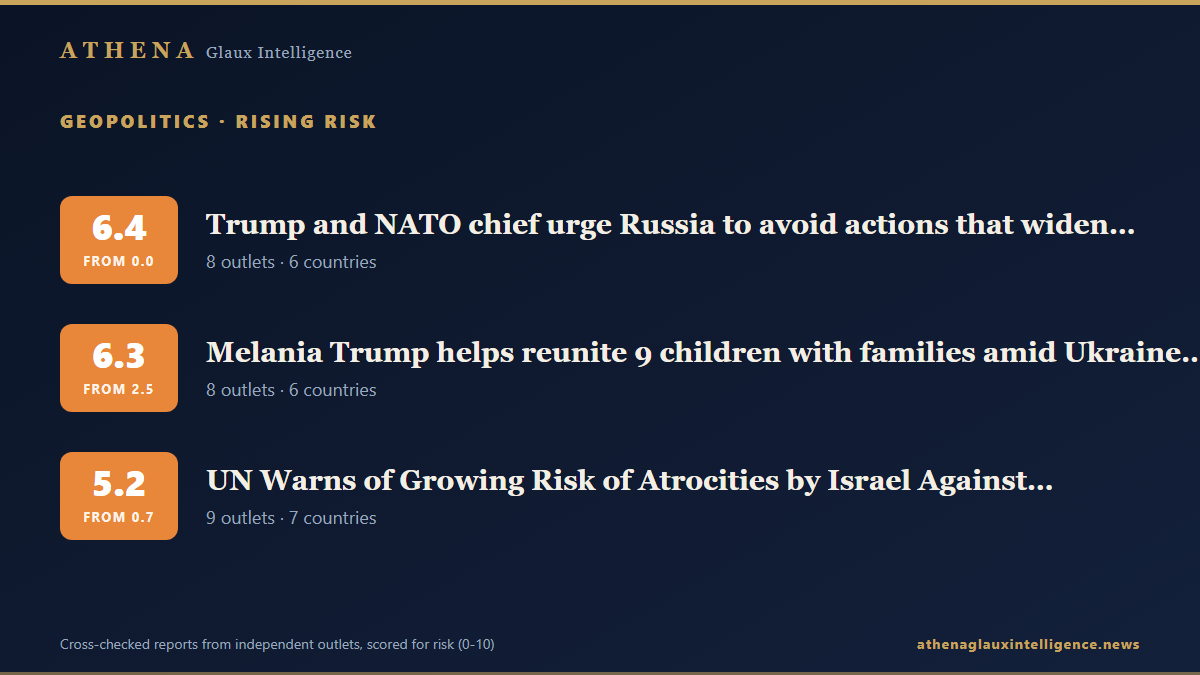 ATHENA Glaux Intelligence
GEOPOLITICS · RISING RISK
6.4
FROM 0.0
Trump and NATO chief urge Russia to avoid actions that widen...
8 outlets · 6 countries
6.3
FROM 2.5
Melania Trump helps reunite 9 children with families amid Ukraine..
8 outlets · 6 countries
5.2
FROM 0.7
UN Warns of Growing Risk of Atrocities by Israel Against...
9 outlets · 7 countries
Cross-checked reports from independent outlets, scored for risk (0-10)
athenaglauxintelligence.news